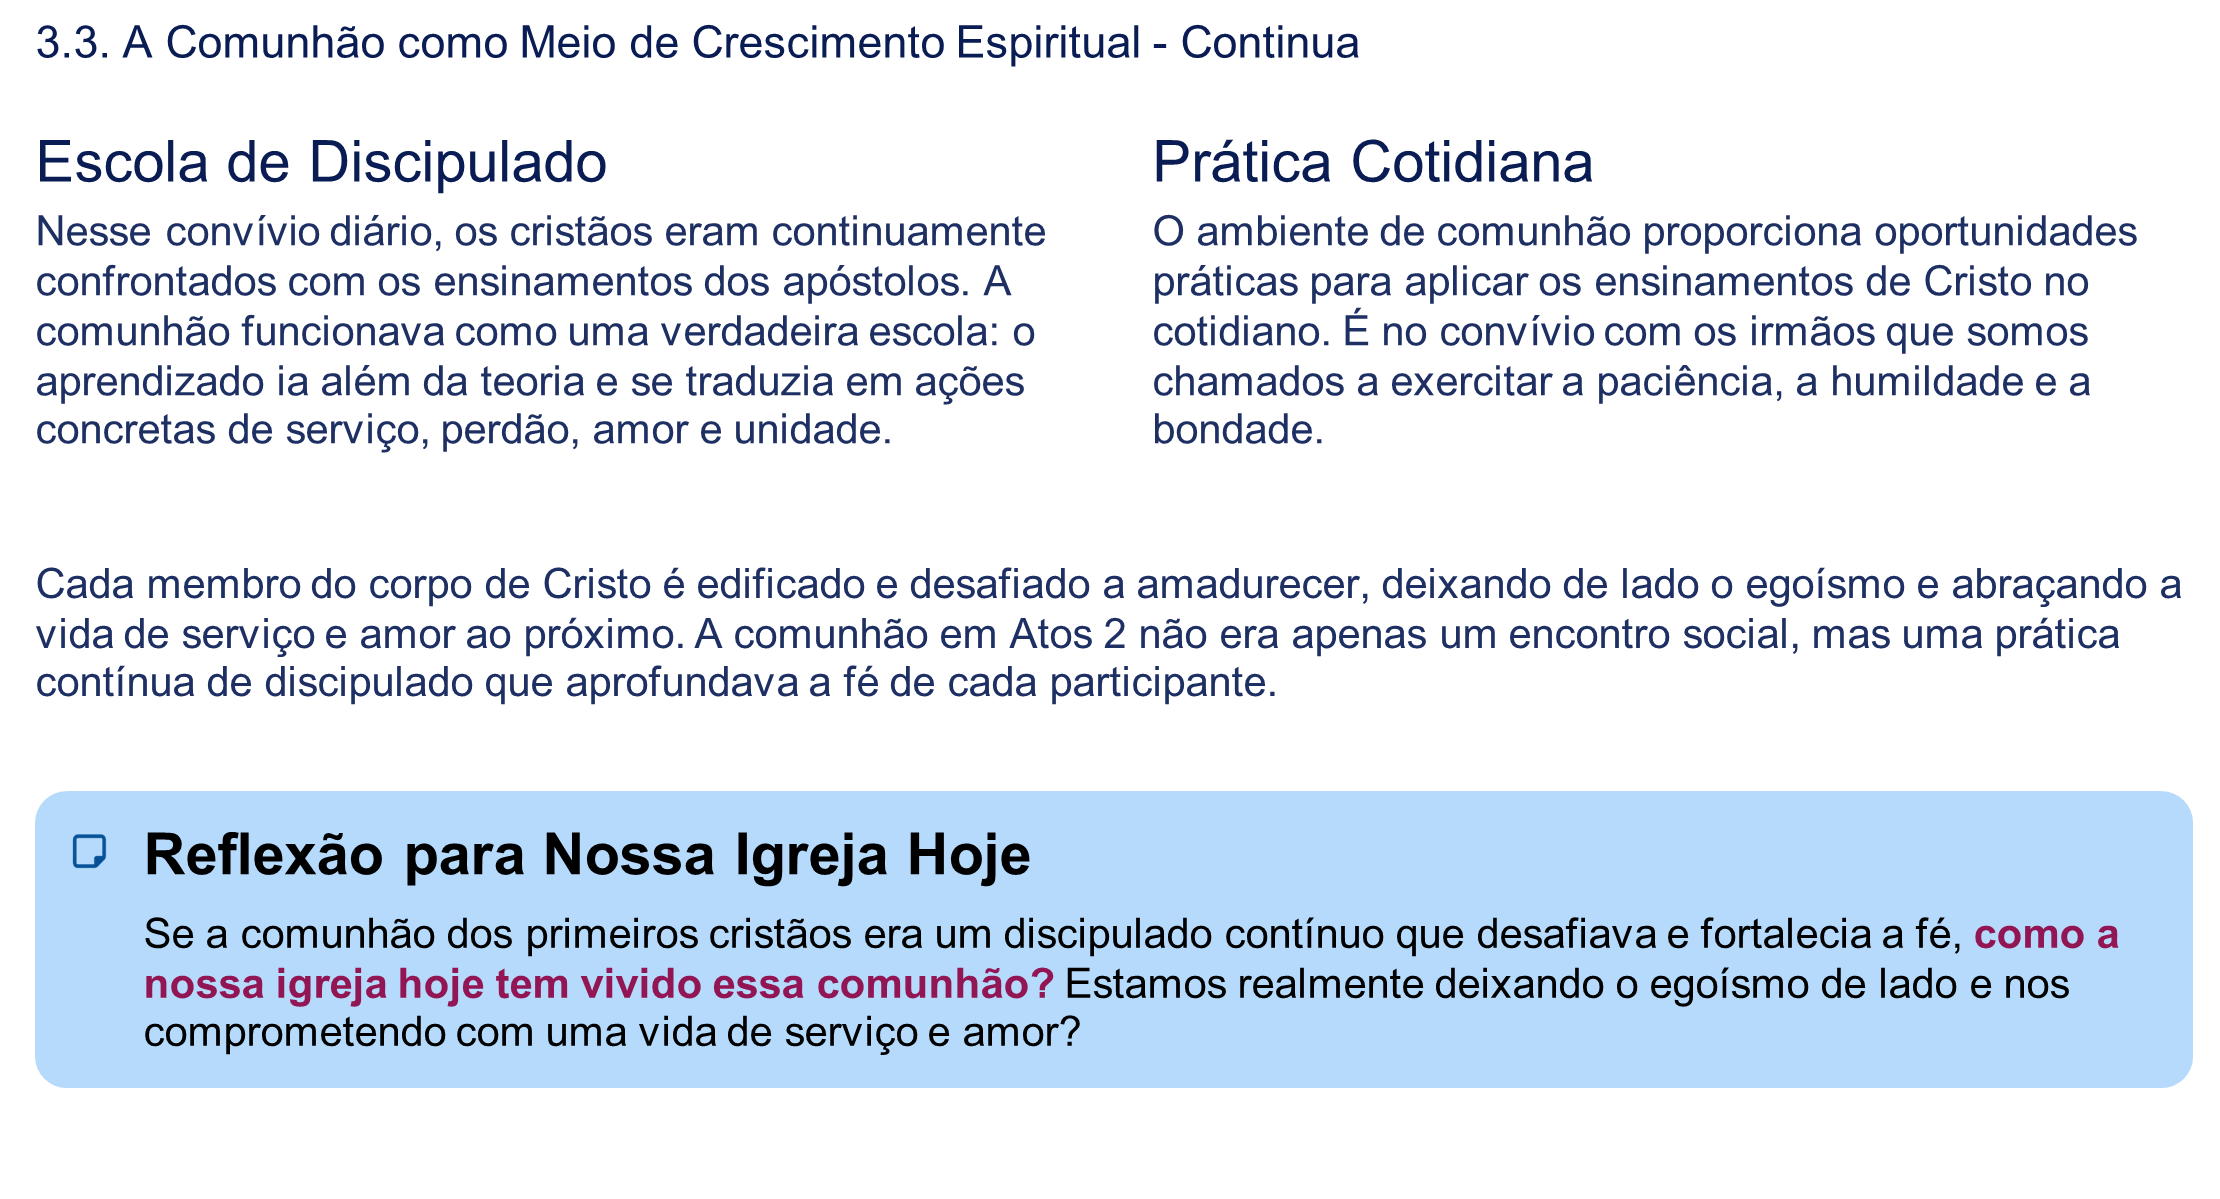 3.3. A Comunhão como Meio de Crescimento Espiritual - Continua
Escola de Discipulado
Nesse convívio diário, os cristãos eram continuamente
confrontados com os ensinamentos dos apóstolos. A
comunhão funcionava como uma verdadeira escola: o
aprendizado ia além da teoria e se traduzia em ações
concretas de serviço, perdão, amor e unidade.
Prática Cotidiana
O ambiente de comunhão proporciona oportunidades
práticas para aplicar os ensinamentos de Cristo no
cotidiano. É no convívio com os irmãos que somos
chamados a exercitar a paciência, a humildade e a
bondade.
Cada membro do corpo de Cristo é edificado e desafiado a amadurecer, deixando de lado o egoísmo e abraçando a
vida de serviço e amor ao próximo. A comunhão em Atos 2 não era apenas um encontro social, mas uma prática
contínua de discipulado que aprofundava a fé de cada participante.
Reflexão para Nossa Igreja Hoje
Se a comunhão dos primeiros cristãos era um discipulado contínuo que desafiava e fortalecia a fé, como a
nossa igreja hoje tem vivido essa comunhão? Estamos realmente deixando o egoísmo de lado e nos
comprometendo com uma vida de serviço e amor?